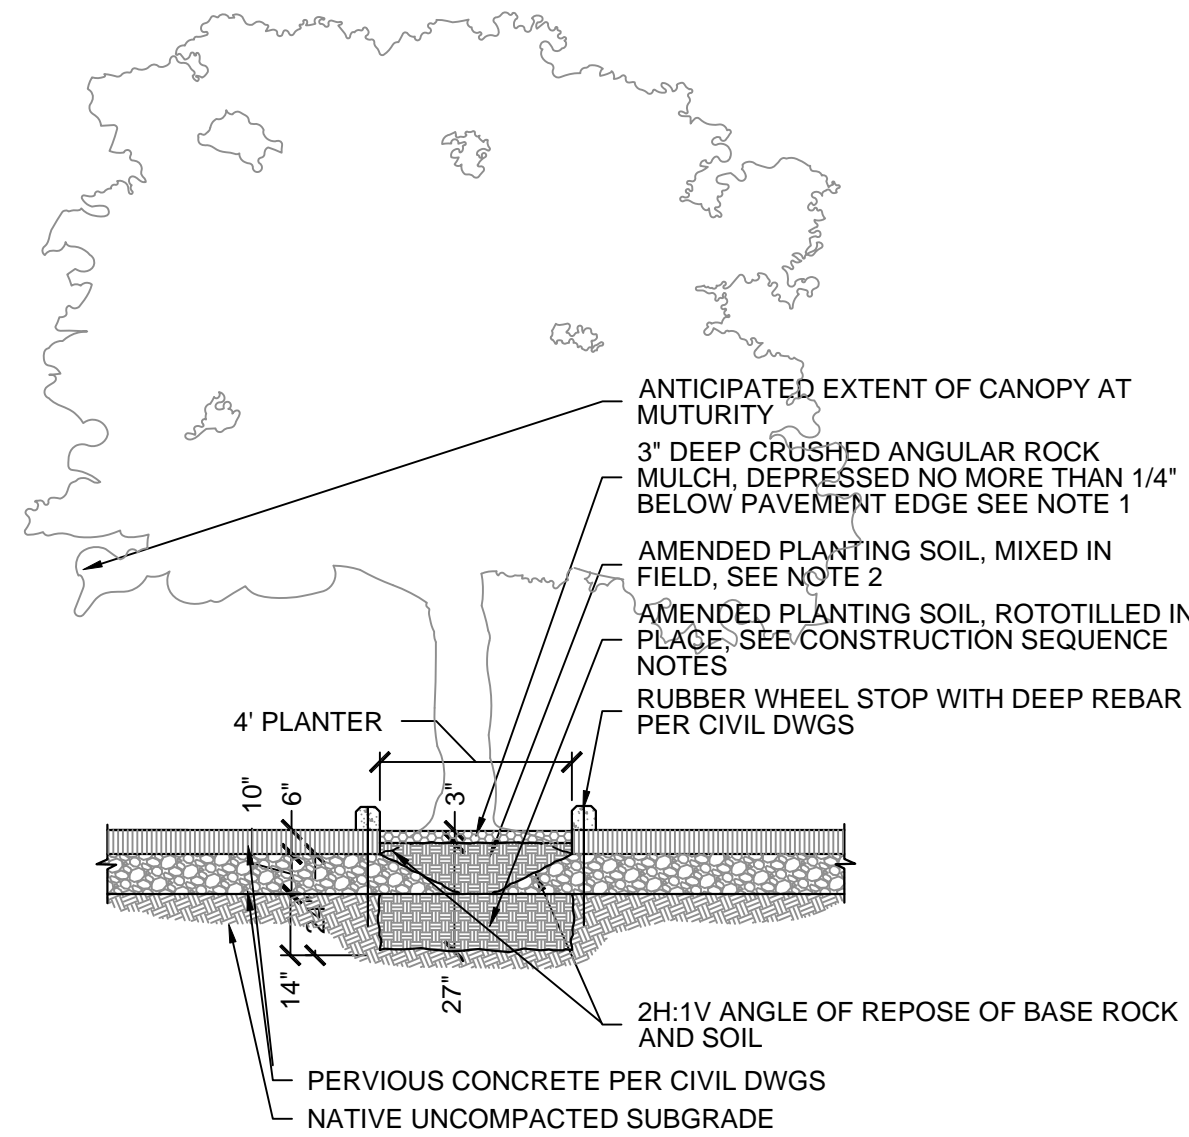 ANTICIPATED EXTENT OF CANOPY AT
MUTURITY
3" DEEP CRUSHED ANGULAR ROCK
MULCH, DEPRESSED NO MORE THAN 1/4"
BELOW PAVEMENT EDGE SEE NOTE 1
AMENDED PLANTING SOIL, MIXED IN
FIELD, SEE NOTE 2
AMENDED PLANTING SOIL, ROTOTILLED IN
PLACE, SEE CONSTRUCTION SEQUENCE
NOTES
RUBBER WHEEL STOP WITH DEEP REBAR
PER CIVIL DWGS
4' PLANTER
10"
6"
3"
24"
14"
27"
2H:1V ANGLE OF REPOSE OF BASE ROCK
AND SOIL
PERVIOUS CONCRETE PER CIVIL DWGS
NATIVE UNCOMPACTED SUBGRADE